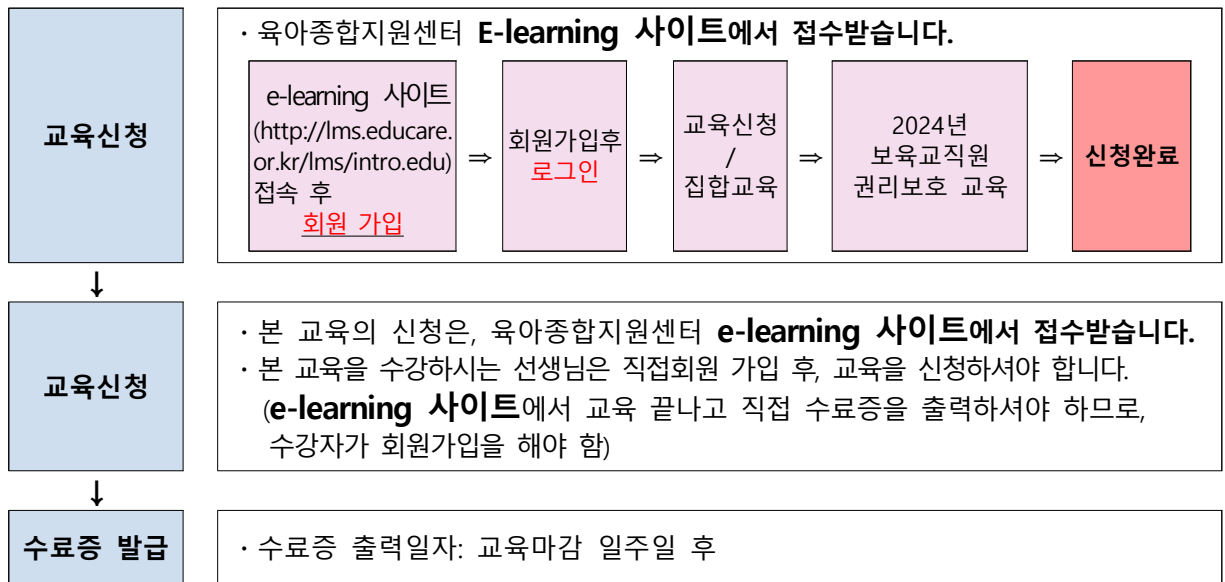 교육신청
· 육아종합지원센터 E-learning 사이트에서 접수받습니다.
e-learning 사이트
(http://lms.educare.
or.kr/lms/intro.edu)
접속 후
회원 가입
⇒
회원가입후
로그인
⇒
교육신청
/
집합교육
⇒
2024년
보육교직원
권리보호 교육
⇒
신청완료
↓
교육신청
· 본 교육의 신청은, 육아종합지원센터 e-learning 사이트에서 접수받습니다.
· 본 교육을 수강하시는 선생님은 직접회원 가입 후, 교육을 신청하셔야 합니다.
(e-learning 사이트에서 교육 끝나고 직접 수료증을 출력하셔야 하므로,
수강자가 회원가입을 해야 함)
↓
수료증 발급
· 수료증 출력일자: 교육마감 일주일 후